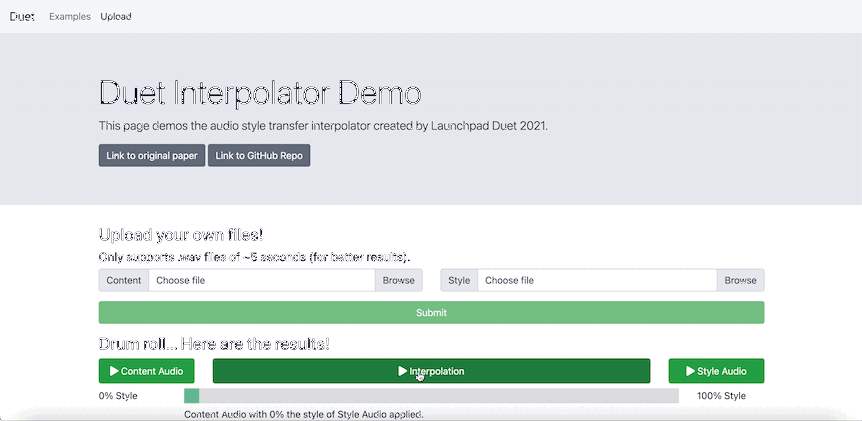 Duet Examples Upload
Duet Interpolator Demo
This page demos the audio style transfer interpolator created by Launchpad Duet 2021.
Link to original paper Link to GitHub Repo
Upload your own files!
Only supports .wav files of ~5 seconds (for better results).
Content Choose file Browse Style Choose file Browse
Submit
Drum roll... Here are the results!
Content Audio Interpolation Style Audio
0% Style 100% Style
Content Audio with 0% the style of Style Audio applied.